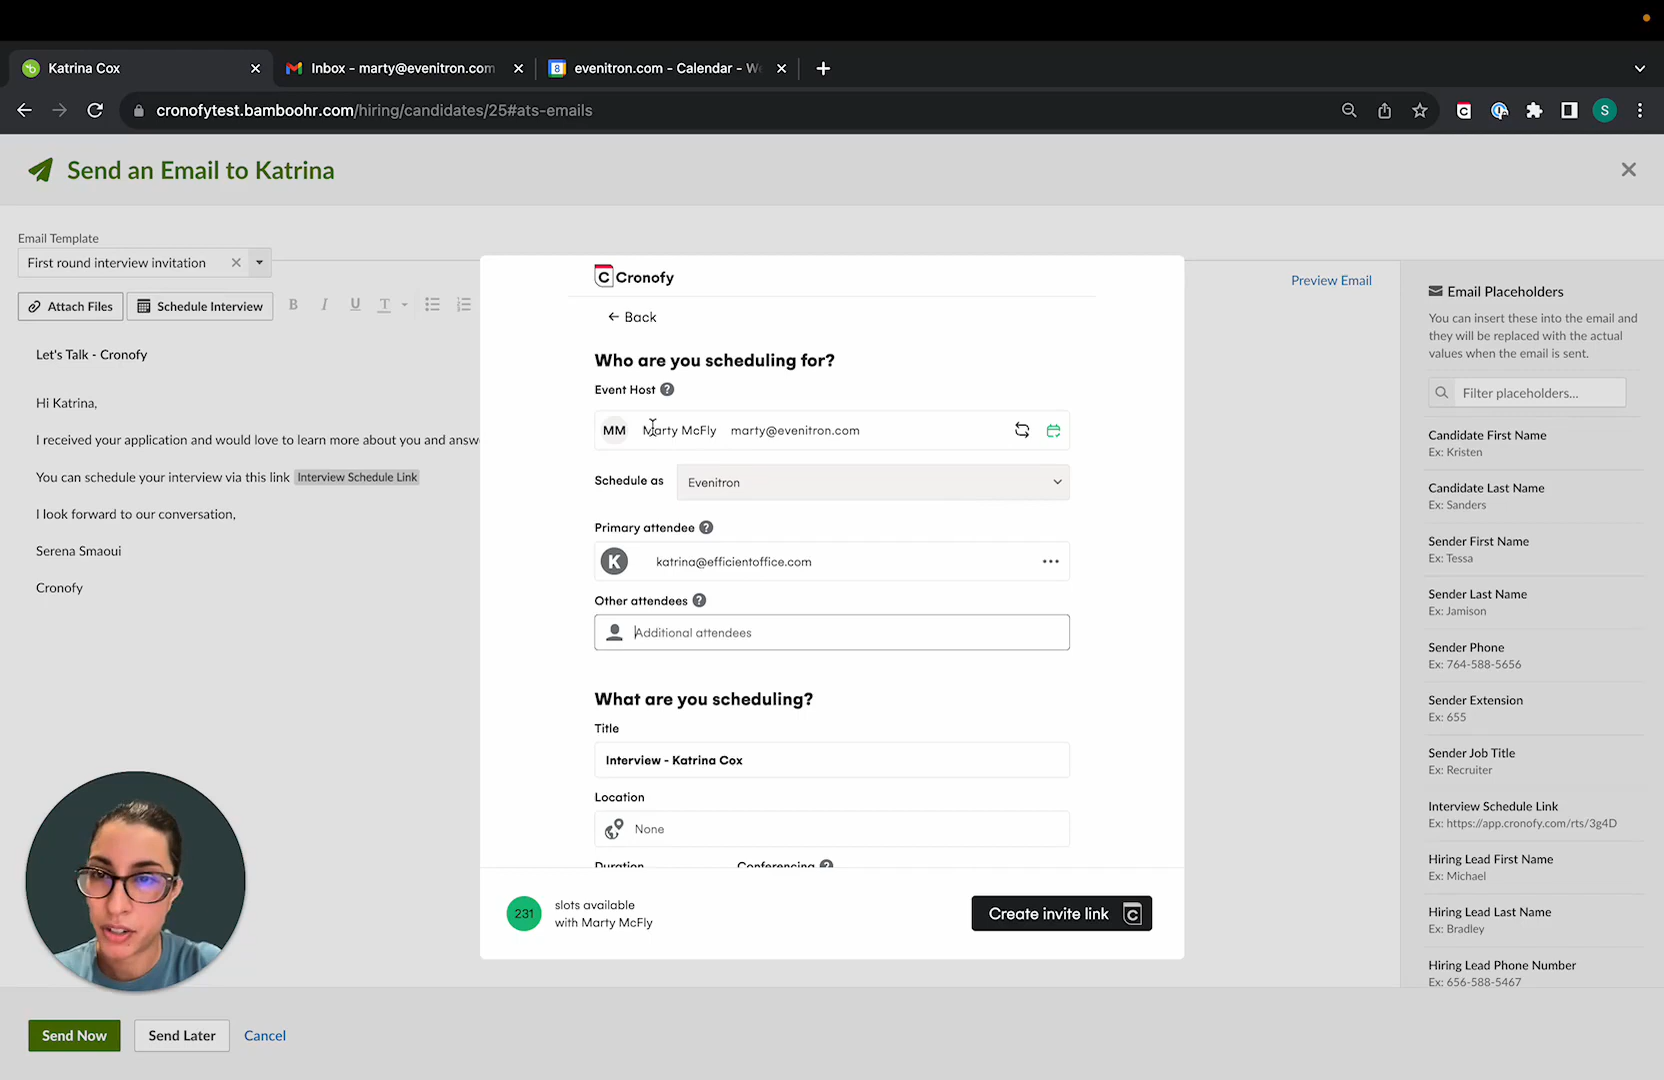 Katrina Cox
Inbox - marty@evenitron.com
8
evenitron.com - Calendar - We
cronofytest.bamboohr.com/hiring/candidates/25#ats-emails
S
Send an Email to Katrina
Email Template
First round interview invitation
Attach Files
Schedule Interview
B I U T
Let's Talk - Cronofy
Hi Katrina,
I received your application and would love to learn more about you and answ
You can schedule your interview via this link Interview Schedule Link
I look forward to our conversation,
Serena Smaoui
Cronofy
Send Now
Send Later
Cancel
C Cronofy
Back
Who are you scheduling for?
Event Host ?
MM Marty McFly marty@evenitron.com
Schedule as Evenitron
Primary attendee ?
K katrina@efficientoffice.com
Other attendees ?
Additional attendees
What are you scheduling?
Title
Interview - Katrina Cox
Location
None
Duration Conferencing ?
231 slots available
with Marty McFly
Create invite link C
Preview Email
Email Placeholders
You can insert these into the email and
they will be replaced with the actual
values when the email is sent.
Filter placeholders...
Candidate First Name
Ex: Kristen
Candidate Last Name
Ex: Sanders
Sender First Name
Ex: Tessa
Sender Last Name
Ex: Jamison
Sender Phone
Ex: 764-588-5656
Sender Extension
Ex: 655
Sender Job Title
Ex: Recruiter
Interview Schedule Link
Ex: https://app.cronofy.com/rts/3g4D
Hiring Lead First Name
Ex: Michael
Hiring Lead Last Name
Ex: Bradley
Hiring Lead Phone Number
Ex: 656-588-5467